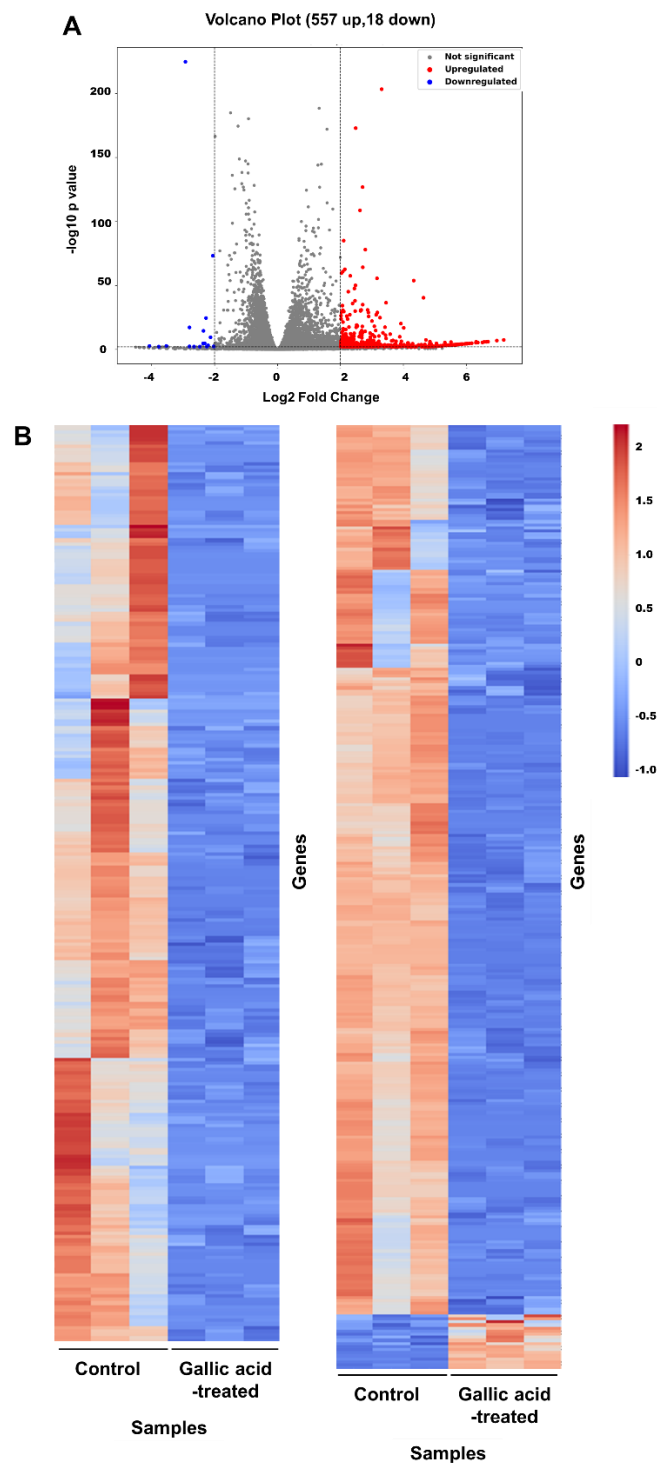 A
Volcano Plot (557 up,18 down)
Not significant
Upregulated
Downregulated
200
150
100
50
0
-log10 p value
-4
-2
0
2
4
6
Log2 Fold Change
B
2
1.5
1.0
0.5
0
-0.5
-1.0
Genes
Genes
Control
Gallic acid
-treated
Samples
Control
Gallic acid
-treated
Samples